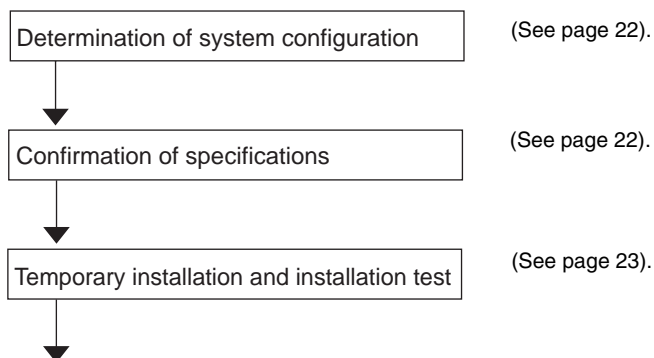 Determination of system configuration (See page 22).
Confirmation of specifications (See page 22).
Temporary installation and installation test (See page 23).